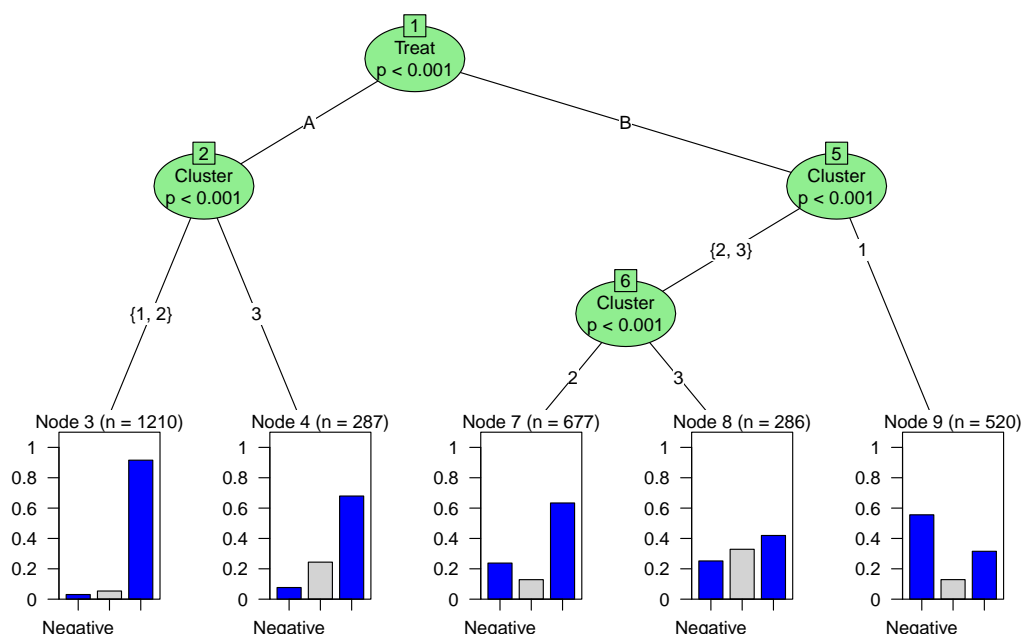 1
Treat
p < 0.001
A
B
2
Cluster
p < 0.001
5
Cluster
p < 0.001
{2, 3}
1
6
Cluster
p < 0.001
{1, 2}
3
2
3
Node 3 (n = 1210)
Node 4 (n = 287)
Node 7 (n = 677)
Node 8 (n = 286)
Node 9 (n = 520)
1
0.8
0.6
0.4
0.2
0
Negative
1
0.8
0.6
0.4
0.2
0
Negative
1
0.8
0.6
0.4
0.2
0
Negative
1
0.8
0.6
0.4
0.2
0
Negative
1
0.8
0.6
0.4
0.2
0
Negative